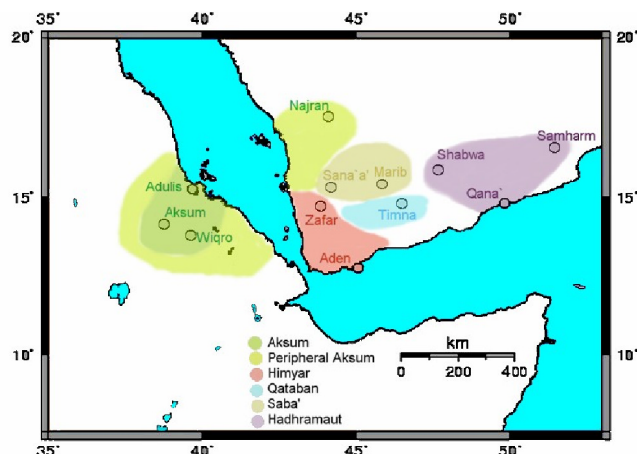 35˚ 40˚ 45˚ 50˚
20˚ 20˚
Najran
Samharm
Shabwa
Sana`a' Marib
Adulis
15˚ 15˚
Qana`
Aksum
Timna
Zafar
Wiqro
Aden
Aksum
Peripheral Aksum
Himyar
Qataban
Saba'
Hadhramaut
km
0 200 400
10˚ 10˚
35˚ 40˚ 45˚ 50˚